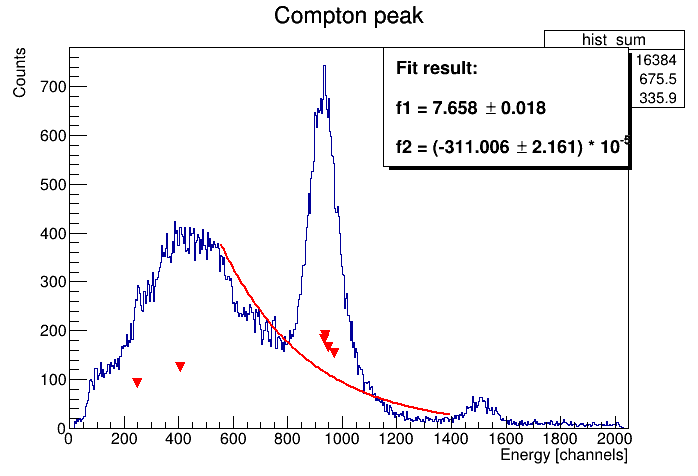 Compton peak
hist_sum
16384
675.5
335.9
Fit result:
f1 = 7.658 ± 0.018
f2 = (-311.006 ± 2.161) * 10
Counts
700
600
500
400
300
200
100
0
0 200 400 600 800 1000 1200 1400 1600 1800 2000
Energy [channels]